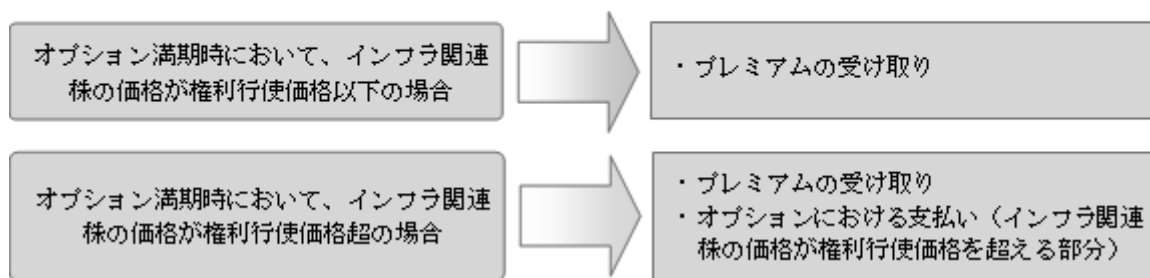 オプション満期時において、インフラ関連
株の価格が権利行使価格以下の場合
・プレミアムの受け取り
オプション満期時において、インフラ関連
株の価格が権利行使価格超の場合
・プレミアムの受け取り
・オプションにおける支払い（インフラ関連
株の価格が権利行使価格を超える部分）